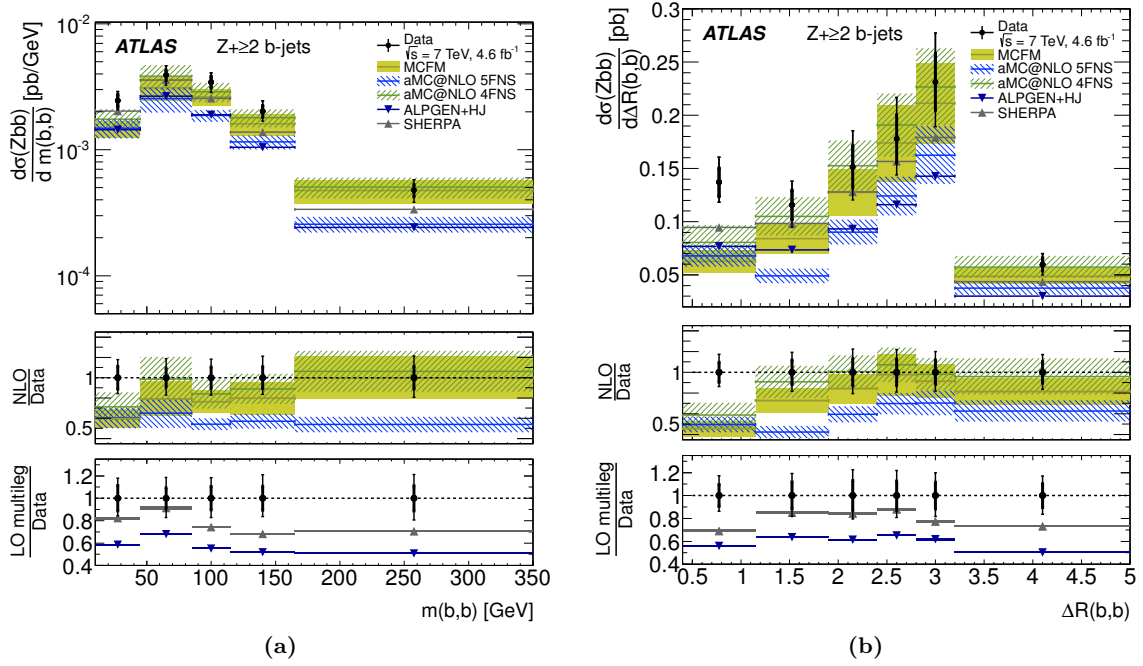 ATLAS Z+≥2 b-jets
Data
√s = 7 TeV, 4.6 fb⁻¹
MCFM
aMC@NLO 5FNS
aMC@NLO 4FNS
ALPGEN+HJ
SHERPA
dσ(Zbb)
d m(b,b) [pb/GeV]
10⁻²
10⁻³
10⁻⁴
NLO
Data
1
0.5
LO multileg
Data
1.2
1
0.8
0.6
0.4
50 100 150 200 250 300 350
m(b,b) [GeV]
(a)
ATLAS Z+≥2 b-jets
Data
√s = 7 TeV, 4.6 fb⁻¹
MCFM
aMC@NLO 5FNS
aMC@NLO 4FNS
ALPGEN+HJ
SHERPA
dσ(Zbb)
dΔR(b,b) [pb]
0.3
0.25
0.2
0.15
0.1
0.05
NLO
Data
1
0.5
LO multileg
Data
1.2
1
0.8
0.6
0.4
0.5 1 1.5 2 2.5 3 3.5 4 4.5 5
ΔR(b,b)
(b)